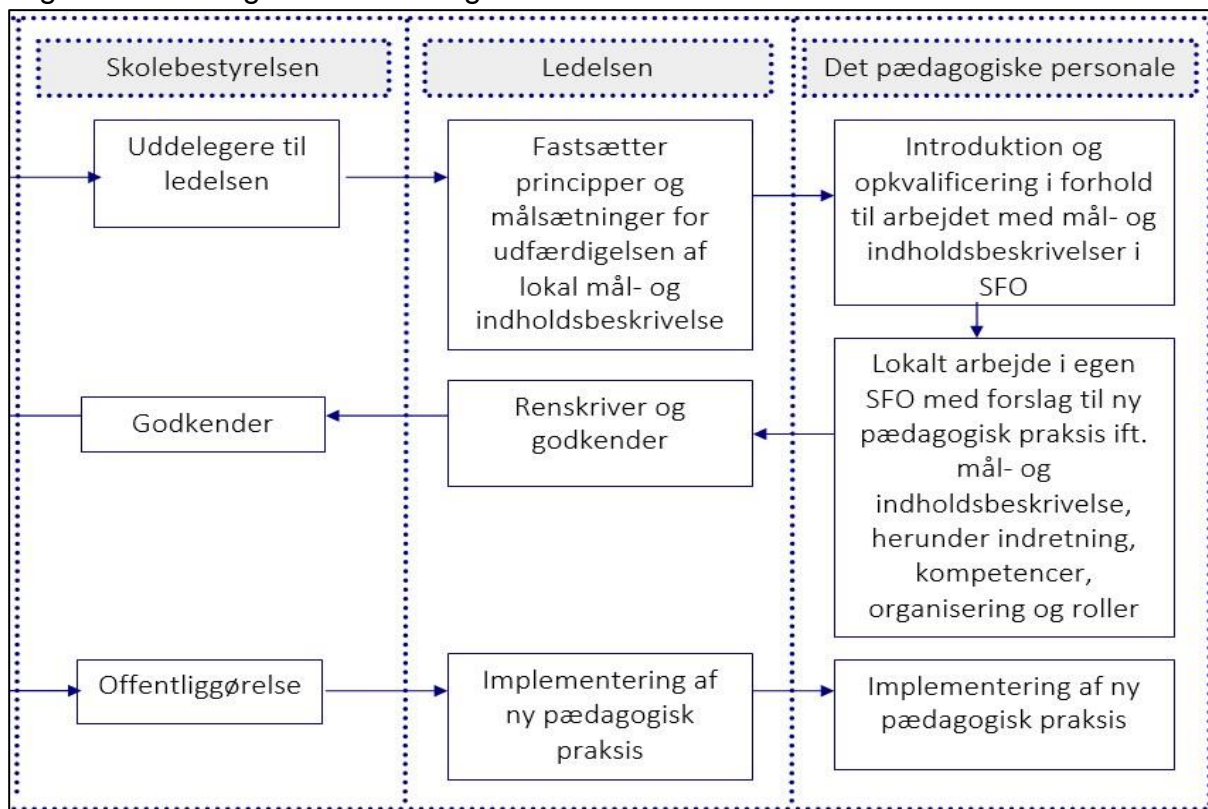 Skolebestyrelsen
Ledelsen
Det pædagogiske personale
Uddelegere til
ledelsen
Fastsætter
principper og
målsætninger for
udfærdigelsen af
lokal mål- og
indholdsbeskrivelse
Introduktion og
opkvalificering i forhold
til arbejdet med mål- og
indholdsbeskrivelser i
SFO
Godkender
Renskriver og
godkender
Lokalt arbejde i egen
SFO med forslag til ny
pædagogisk praksis ift.
mål- og
indholdsbeskrivelse,
herunder indretning,
kompetencer,
organisering og roller
Offentliggørelse
Implementering af
ny pædagogisk
praksis
Implementering af ny
pædagogisk praksis